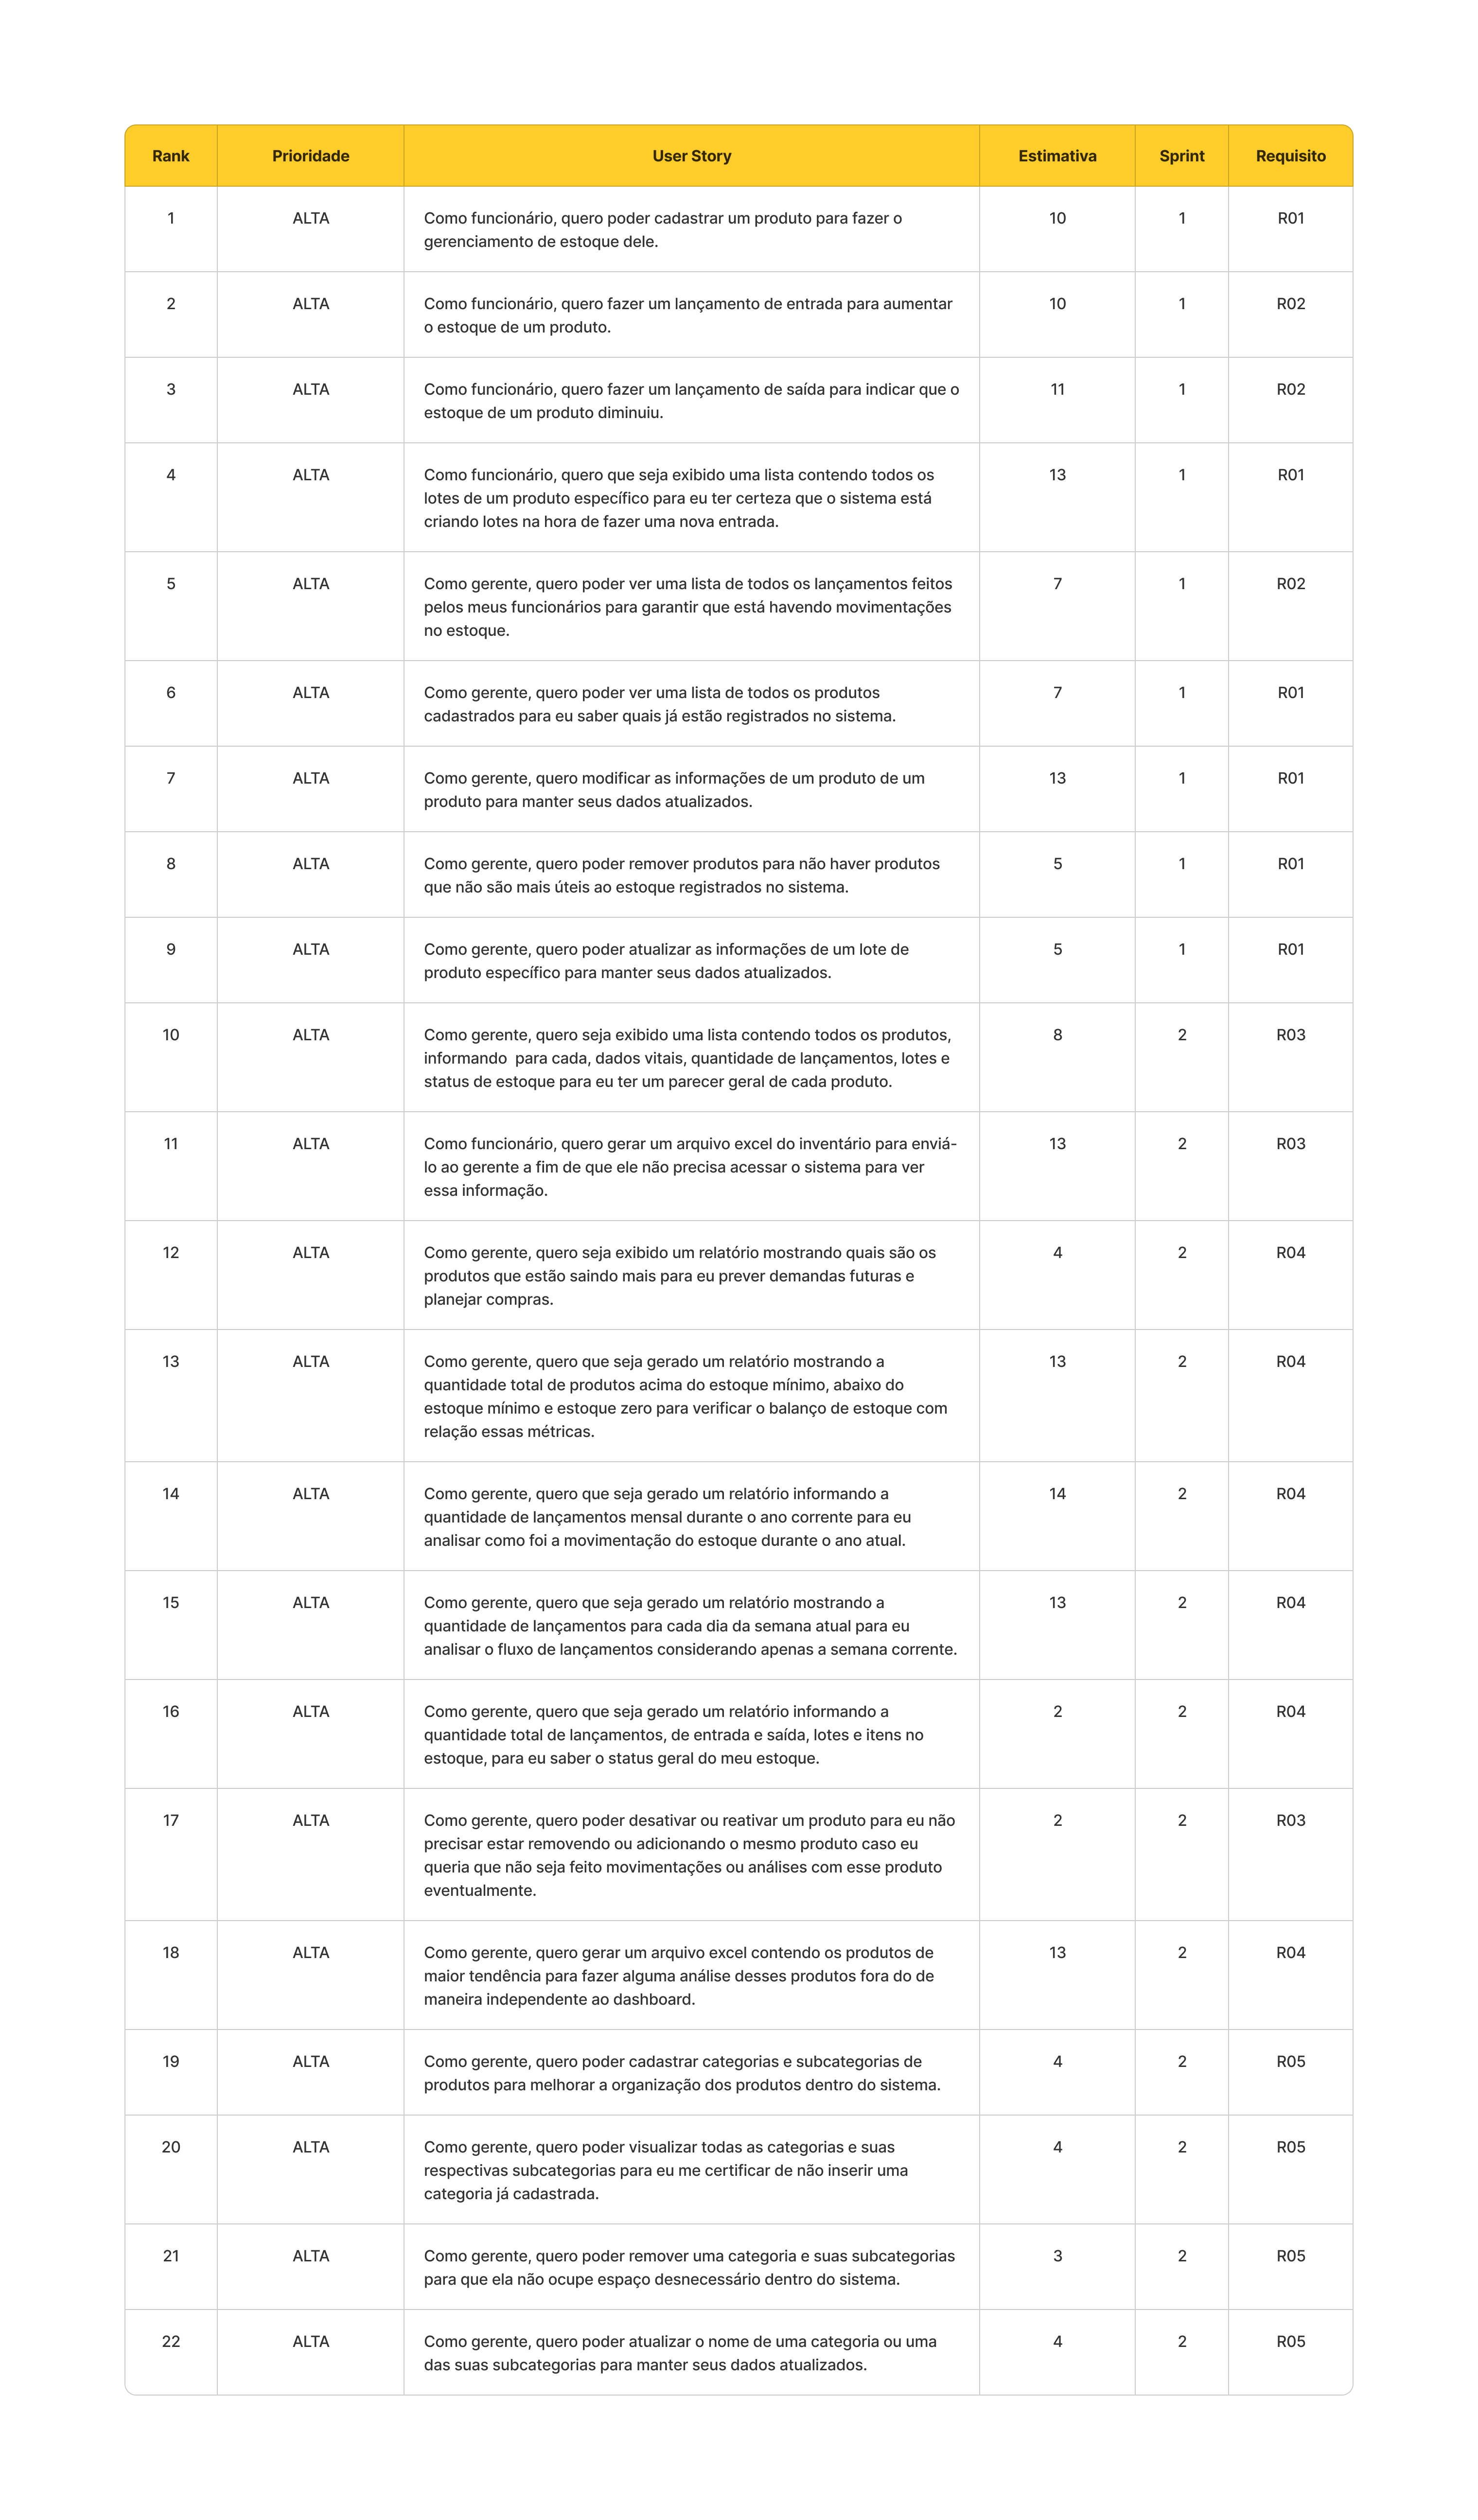 Rank Prioridade User Story Estimativa Sprint Requisito
1 ALTA Como funcionário, quero poder cadastrar um produto para fazer o 10 1 R01
gerenciamento de estoque dele.
2 ALTA Como funcionário, quero fazer um lançamento de entrada para aumentar 10 1 R02
o estoque de um produto.
3 ALTA Como funcionário, quero fazer um lançamento de saída para indicar que o 11 1 R02
estoque de um produto diminuiu.
4 ALTA Como funcionário, quero que seja exibido uma lista contendo todos os 13 1 R01
lotes de um produto específico para eu ter certeza que o sistema está
criando lotes na hora de fazer uma nova entrada.
5 ALTA Como gerente, quero poder ver uma lista de todos os lançamentos feitos 7 1 R02
pelos meus funcionários para garantir que está havendo movimentações
no estoque.
6 ALTA Como gerente, quero poder ver uma lista de todos os produtos 7 1 R01
cadastrados para eu saber quais já estão registrados no sistema.
7 ALTA Como gerente, quero modificar as informações de um produto de um 13 1 R01
produto para manter seus dados atualizados.
8 ALTA Como gerente, quero poder remover produtos para não haver produtos 5 1 R01
que não são mais úteis ao estoque registrados no sistema.
9 ALTA Como gerente, quero poder atualizar as informações de um lote de 5 1 R01
produto específico para manter seus dados atualizados.
10 ALTA Como gerente, quero seja exibido uma lista contendo todos os produtos, 8 2 R03
informando  para cada, dados vitais, quantidade de lançamentos, lotes e
status de estoque para eu ter um parecer geral de cada produto.
11 ALTA Como funcionário, quero gerar um arquivo excel do inventário para enviá- 13 2 R03
lo ao gerente a fim de que ele não precisa acessar o sistema para ver
essa informação.
12 ALTA Como gerente, quero seja exibido um relatório mostrando quais são os 4 2 R04
produtos que estão saindo mais para eu prever demandas futuras e
planejar compras.
13 ALTA Como gerente, quero que seja gerado um relatório mostrando a 13 2 R04
quantidade total de produtos acima do estoque mínimo, abaixo do
estoque mínimo e estoque zero para verificar o balanço de estoque com
relação essas métricas.
14 ALTA Como gerente, quero que seja gerado um relatório informando a 14 2 R04
quantidade de lançamentos mensal durante o ano corrente para eu
analisar como foi a movimentação do estoque durante o ano atual.
15 ALTA Como gerente, quero que seja gerado um relatório mostrando a 13 2 R04
quantidade de lançamentos para cada dia da semana atual para eu
analisar o fluxo de lançamentos considerando apenas a semana corrente.
16 ALTA Como gerente, quero que seja gerado um relatório informando a 2 2 R04
quantidade total de lançamentos, de entrada e saída, lotes e itens no
estoque, para eu saber o status geral do meu estoque.
17 ALTA Como gerente, quero poder desativar ou reativar um produto para eu não 2 2 R03
precisar estar removendo ou adicionando o mesmo produto caso eu
queria que não seja feito movimentações ou análises com esse produto
eventualmente.
18 ALTA Como gerente, quero gerar um arquivo excel contendo os produtos de 13 2 R04
maior tendência para fazer alguma análise desses produtos fora do de
maneira independente ao dashboard.
19 ALTA Como gerente, quero poder cadastrar categorias e subcategorias de 4 2 R05
produtos para melhorar a organização dos produtos dentro do sistema.
20 ALTA Como gerente, quero poder visualizar todas as categorias e suas 4 2 R05
respectivas subcategorias para eu me certificar de não inserir uma
categoria já cadastrada.
21 ALTA Como gerente, quero poder remover uma categoria e suas subcategorias 3 2 R05
para que ela não ocupe espaço desnecessário dentro do sistema.
22 ALTA Como gerente, quero poder atualizar o nome de uma categoria ou uma 4 2 R05
das suas subcategorias para manter seus dados atualizados.